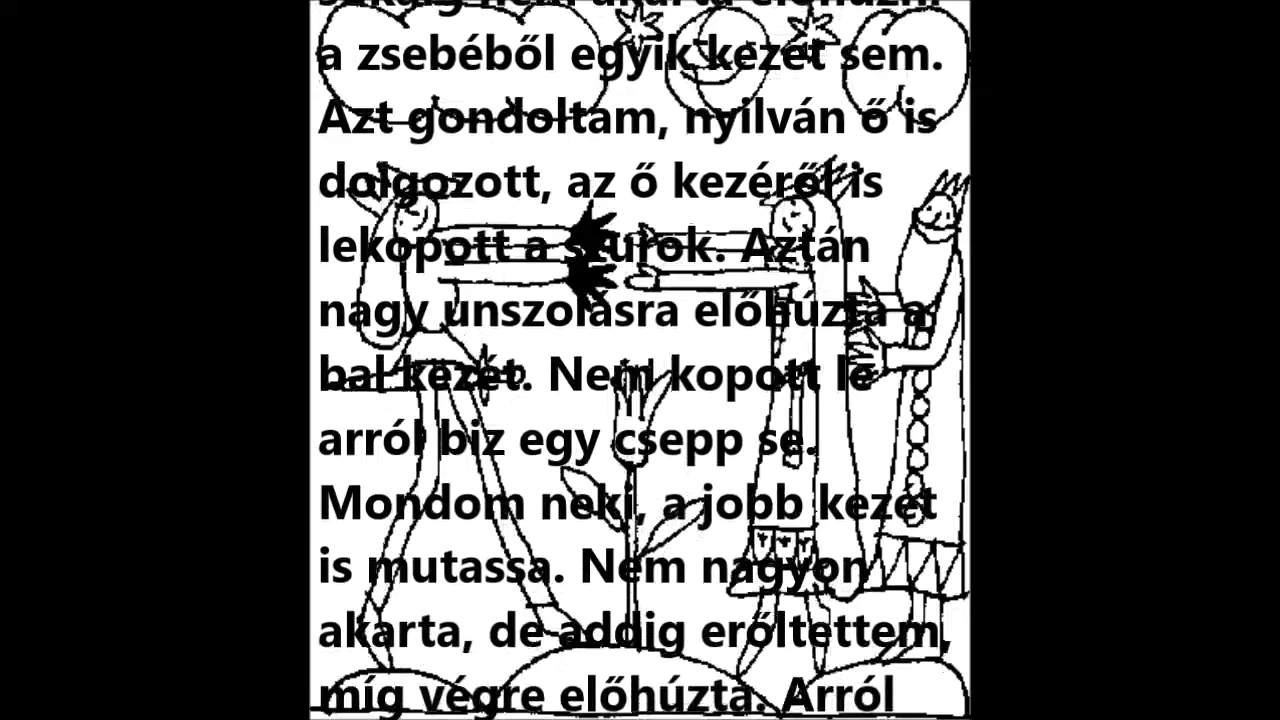 a zsebéből egyik kezét sem.
Azt gondoltam, nyilván ő is
dolgozott, az ő kezéről is
lekopott a szurok. Aztán
nagy unszolásra előhúzta a
bal kezét. Nem kopott le
arról biz egy csepp se.
Mondom neki, a jobb kezét
is mutassa. Nem nagyon
akarta, de addig erőltettem,
míg végre előhúzta. Arról